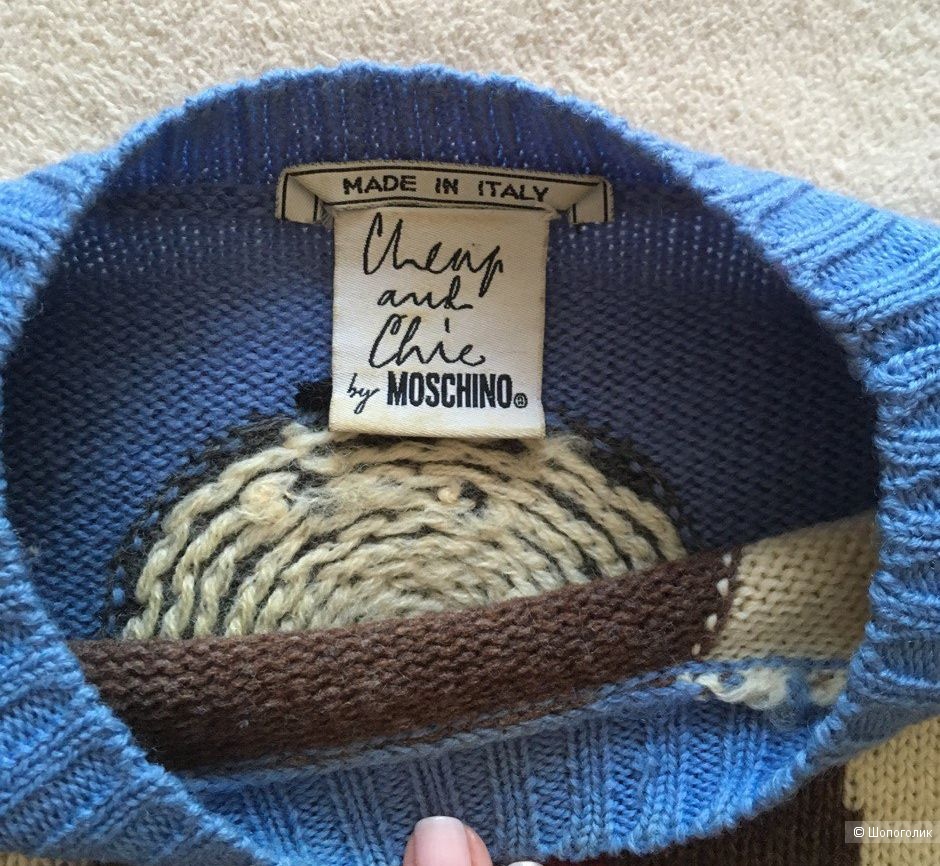 MADE IN ITALY
Cheap
and
Chic
by MOSCHINO®
© Шопоголик